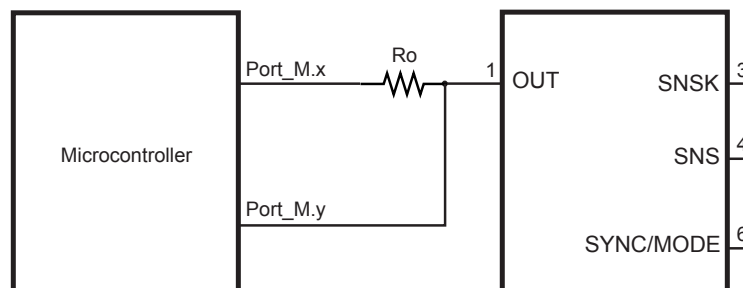 Port_M.x
Ro
1
OUT
SNSK
3
Microcontroller
SNS
4
Port_M.y
SYNC/MODE
6